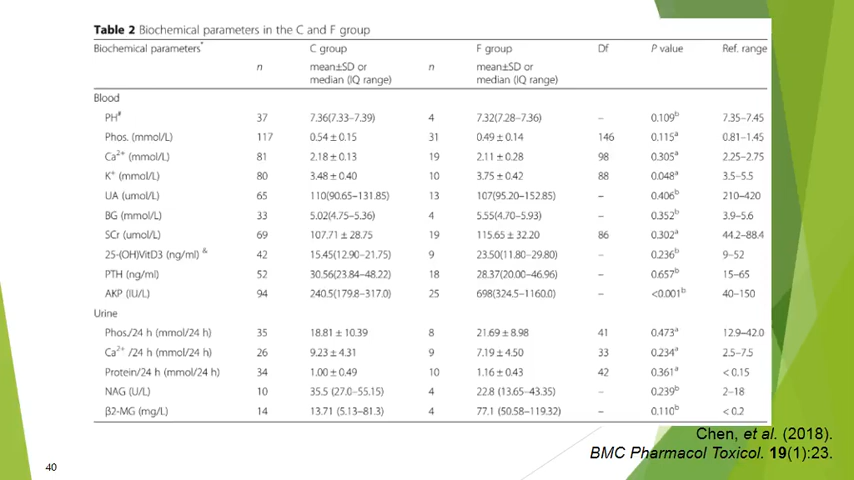 Table 2 Biochemical parameters in the C and F group
Biochemical parameters* C group F group Df P value Ref. range
n mean±SD or n mean±SD or
median (IQ range) median (IQ range)
Blood
PH# 37 7.36(7.33–7.39) 4 7.32(7.28–7.36) – 0.109b 7.35–7.45
Phos. (mmol/L) 117 0.54 ± 0.15 31 0.49 ± 0.14 146 0.115a 0.81–1.45
Ca2+ (mmol/L) 81 2.18 ± 0.13 19 2.11 ± 0.28 98 0.305a 2.25–2.75
K+ (mmol/L) 80 3.48 ± 0.40 10 3.75 ± 0.42 88 0.048a 3.5–5.5
UA (umol/L) 65 110(90.65–131.85) 13 107(95.20–152.85) – 0.406b 210–420
BG (mmol/L) 33 5.02(4.75–5.36) 4 5.55(4.70–5.93) – 0.352b 3.9–5.6
SCr (umol/L) 69 107.71 ± 28.75 19 115.65 ± 32.20 86 0.302a 44.2–88.4
25-(OH)VitD3 (ng/ml) & 42 15.45(12.90–21.75) 9 23.50(11.80–29.80) – 0.236b 9–52
PTH (ng/ml) 52 30.56(23.84–48.22) 18 28.37(20.00–46.96) – 0.657b 15–65
AKP (IU/L) 94 240.5(179.8–317.0) 25 698(324.5–1160.0) – <0.001b 40–150
Urine
Phos./24 h (mmol/24 h) 35 18.81 ± 10.39 8 21.69 ± 8.98 41 0.473a 12.9–42.0
Ca2+ /24 h (mmol/24 h) 26 9.23 ± 4.31 9 7.19 ± 4.50 33 0.234a 2.5–7.5
Protein/24 h (mmol/24 h) 34 1.00 ± 0.49 10 1.16 ± 0.43 42 0.361a < 0.15
NAG (U/L) 10 35.5 (27.0–55.15) 4 22.8 (13.65–43.35) – 0.239b 2–18
β2-MG (mg/L) 14 13.71 (5.13–81.3) 4 77.1 (50.58–119.32) – 0.110b < 0.2
Chen, et al. (2018).
BMC Pharmacol Toxicol. 19(1):23.
40